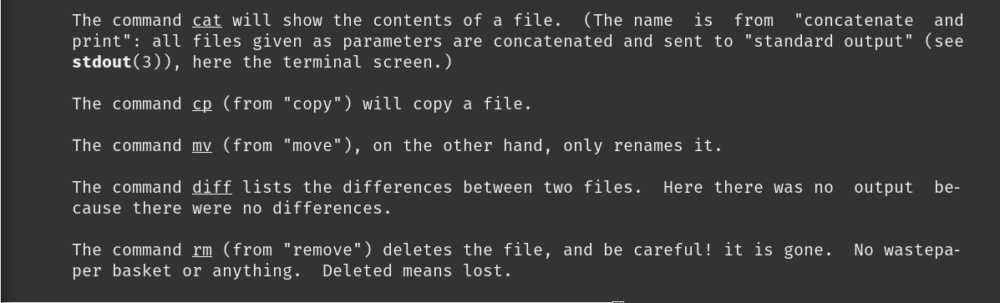 The command cat will show the contents of a file.  (The name  is  from  "concatenate  and
print": all files given as parameters are concatenated and sent to "standard output" (see
stdout(3)), here the terminal screen.)
The command cp (from "copy") will copy a file.
The command mv (from "move"), on the other hand, only renames it.
The command diff lists the differences between two files.  Here there was no  output  be-
cause there were no differences.
The command rm (from "remove") deletes the file, and be careful! it is gone.  No wastepa-
per basket or anything.  Deleted means lost.